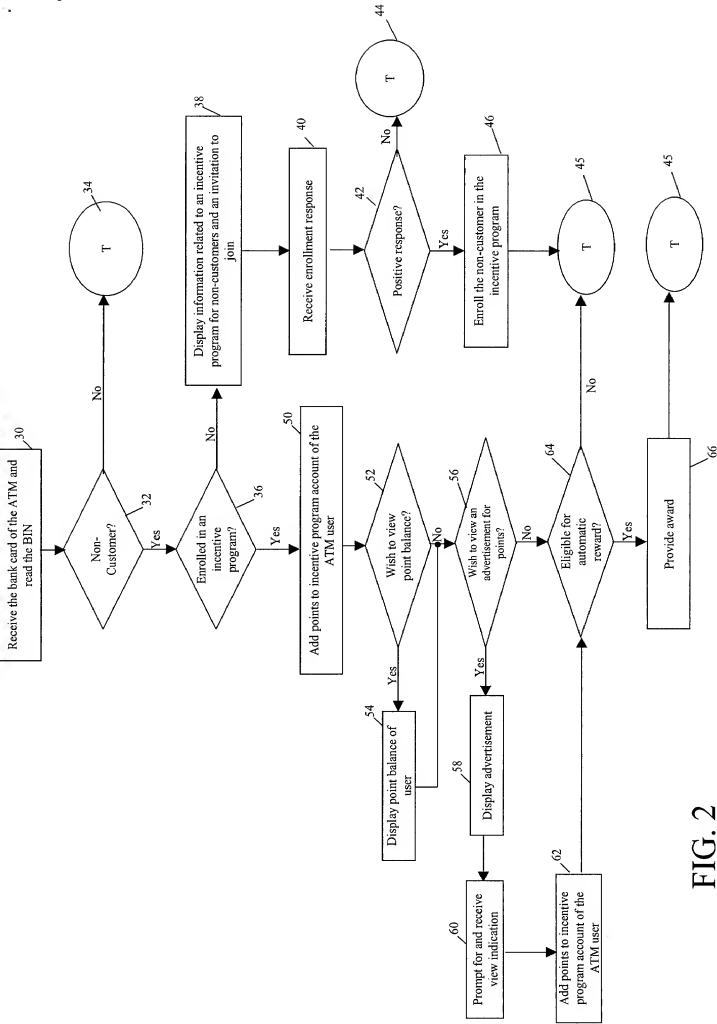 30
Receive the bank card of the ATM and
read the BIN
32
Non-
Customer?
No
34
T
Yes
36
Enrolled in an
incentive
program?
No
38
Display information related to an incentive
program for non-customers and an invitation to
join
40
Receive enrollment response
42
Positive response?
No
44
T
Yes
46
Enroll the non-customer in the
incentive program
45
T
Yes
50
Add points to incentive program account of the
ATM user
52
Wish to view
point balance?
Yes
54
Display point balance of
user
No
56
Wish to view an
advertisement for
points?
Yes
58
Display advertisement
60
Prompt for and receive
view indication
62
Add points to incentive
program account of the
ATM user
No
64
Eligible for
automatic
reward?
No
Yes
66
Provide award
45
T
FIG. 2